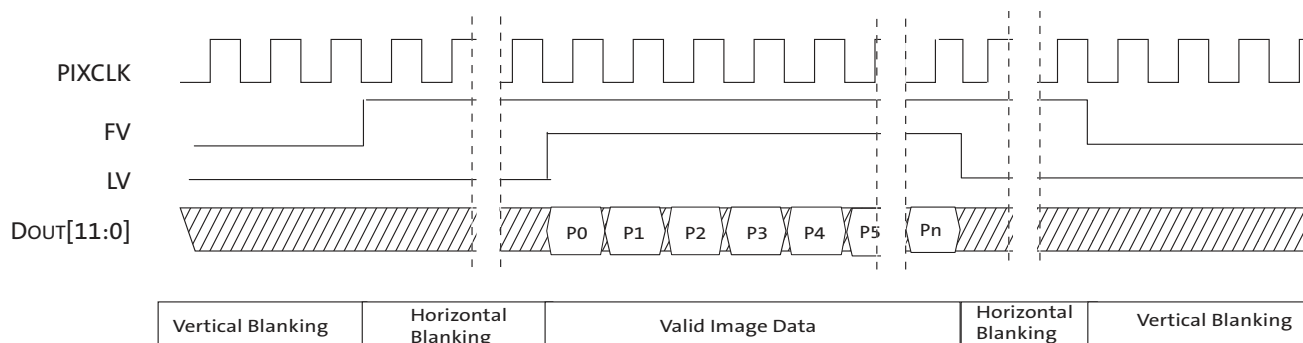 PIXCLK
FV
LV
DOUT[11:0]
P0 P1 P2 P3 P4 P5 Pn
Vertical Blanking
Horizontal
Blanking
Valid Image Data
Horizontal
Blanking
Vertical Blanking